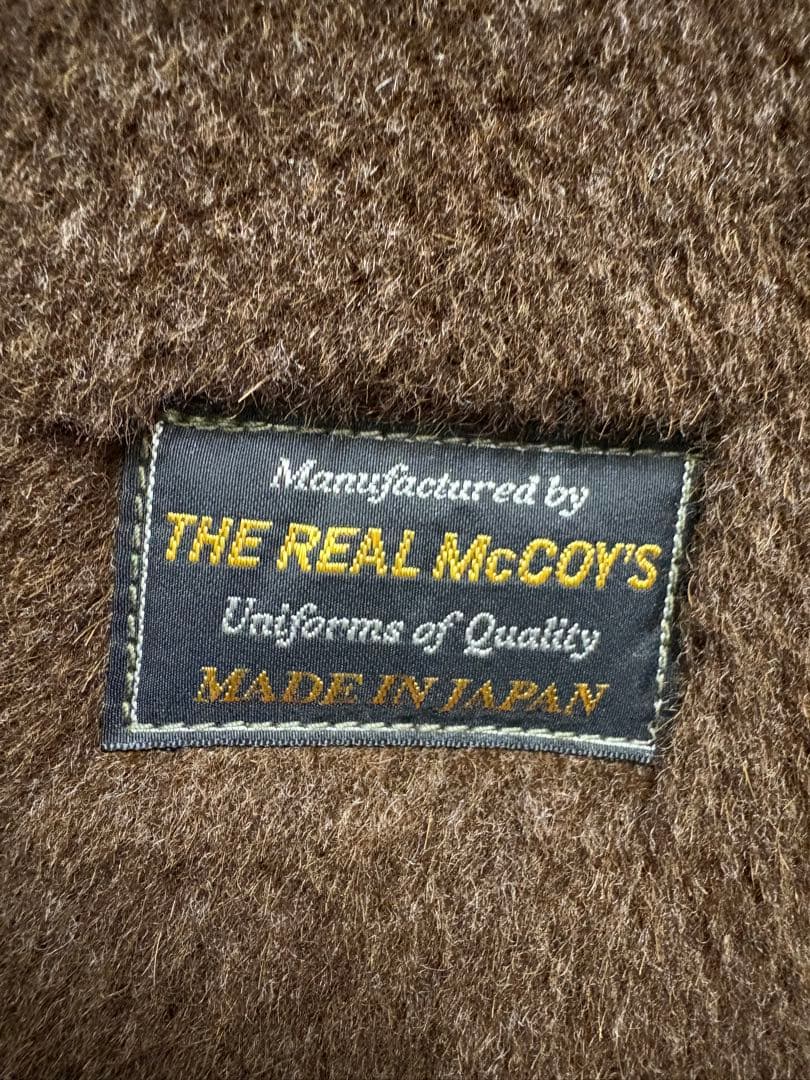 Manufactured by
THE REAL McCOY'S
Uniforms of Quality
MADE IN JAPAN